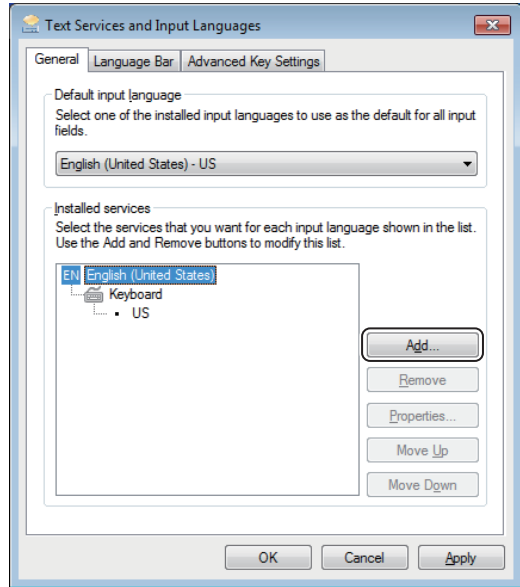 Text Services and Input Languages
General Language Bar Advanced Key Settings
Default input language
Select one of the installed input languages to use as the default for all input
fields.
English (United States) - US
Installed services
Select the services that you want for each input language shown in the list.
Use the Add and Remove buttons to modify this list.
EN English (United States)
Keyboard
• US
Add...
Remove
Properties...
Move Up
Move Down
OK Cancel Apply